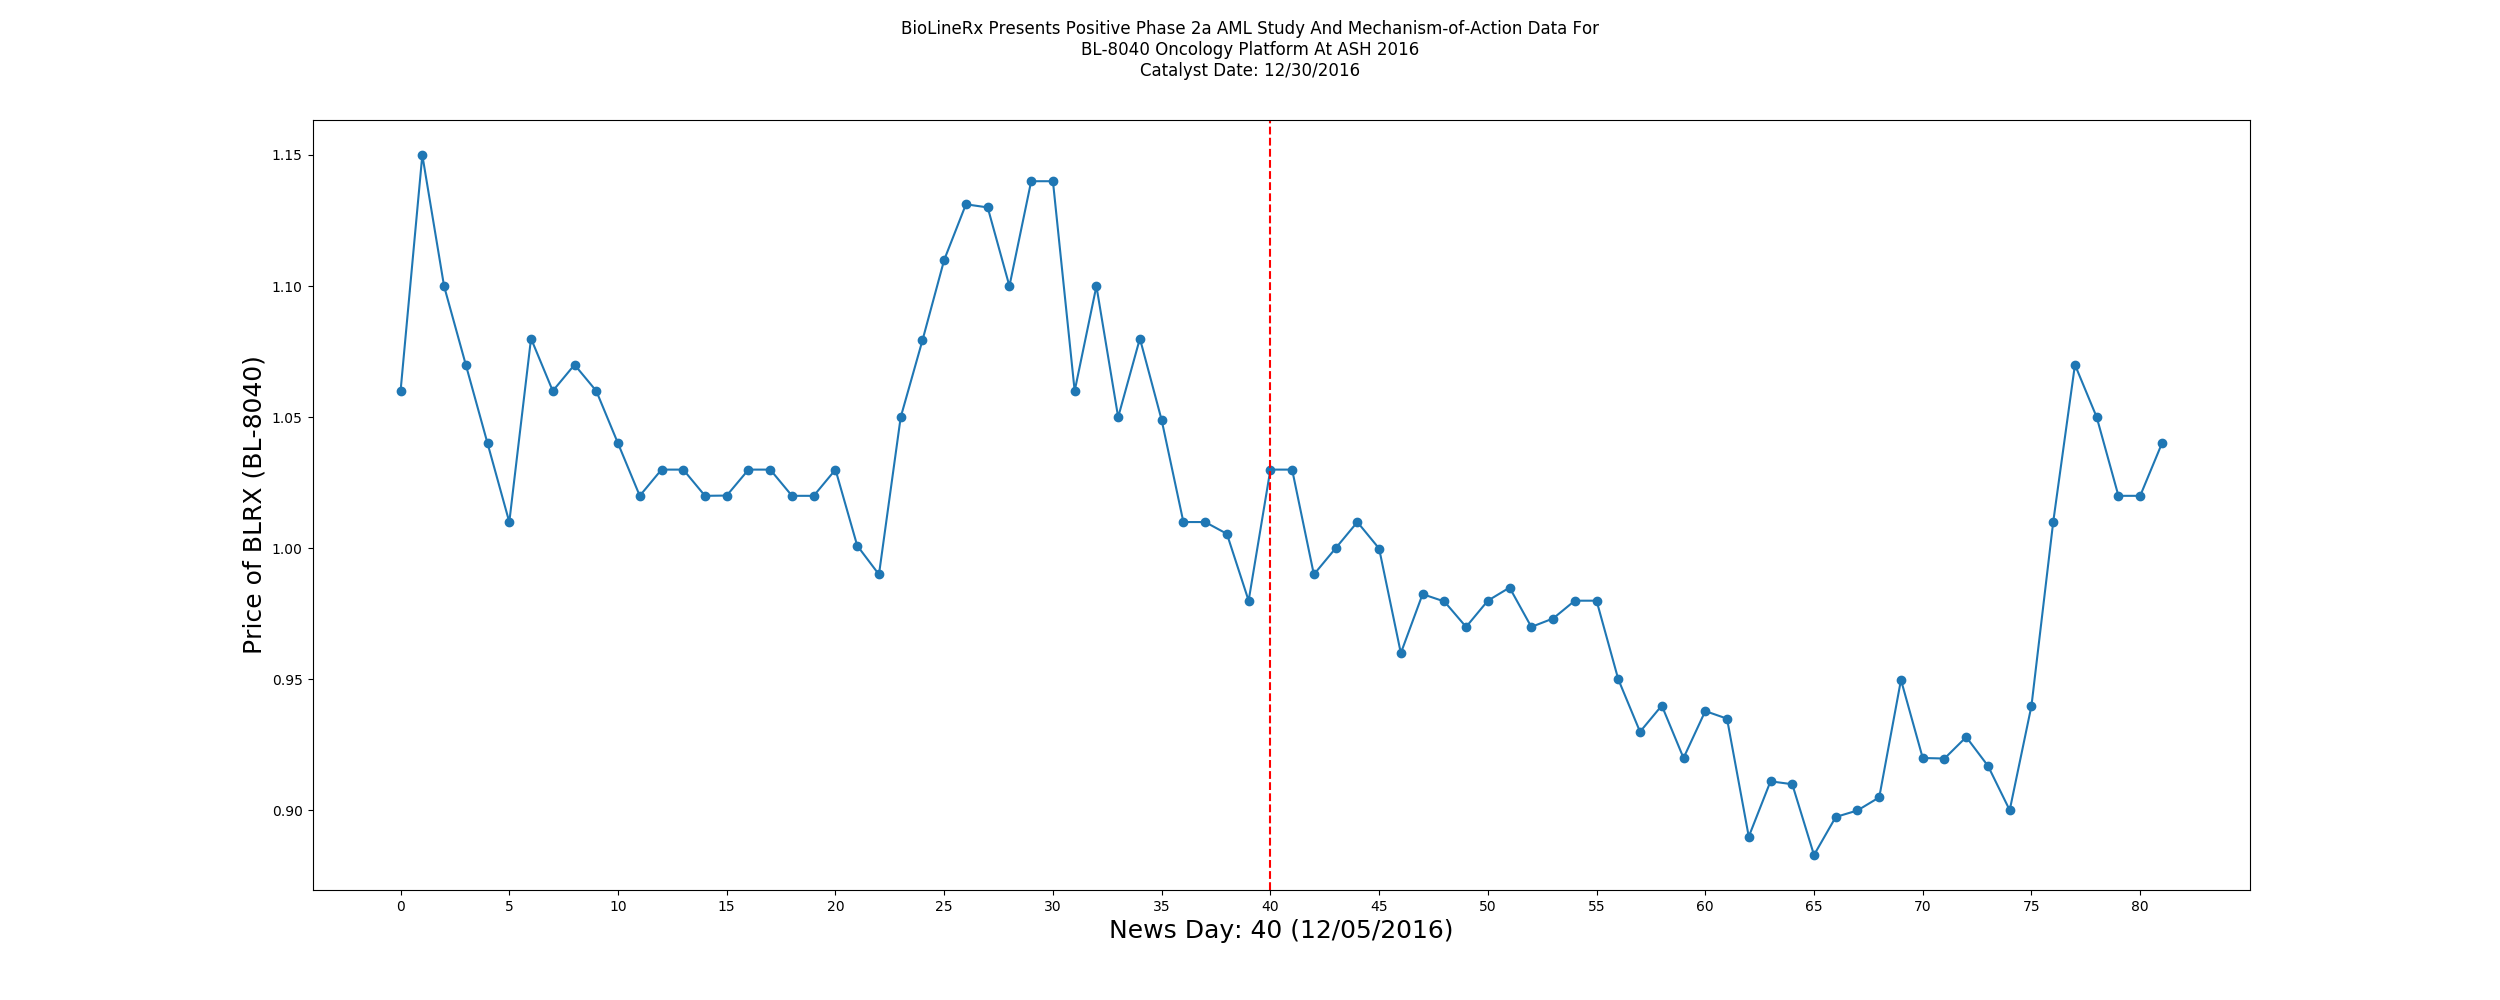 BioLineRx Presents Positive Phase 2a AML Study And Mechanism-of-Action Data For
BL-8040 Oncology Platform At ASH 2016
Catalyst Date: 12/30/2016
Price of BLRX (BL-8040)
1.15
1.10
1.05
1.00
0.95
0.90
0 5 10 15 20 25 30 35 40 45 50 55 60 65 70 75 80
News Day: 40 (12/05/2016)